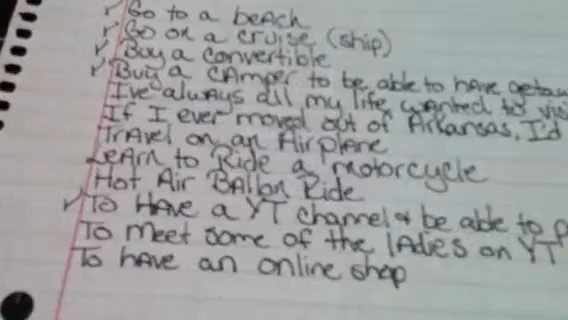 ✓ Go to a beach
✓ Go on a cruise (ship)
✓ Buy a convertible
✓ Buy a camper to be able to have
I've always all my life wanted to
If I ever moved out of Arkansas, I'd
Travel on an Airplane
Learn to Ride a motorcycle
Hot Air Ballon Ride
✓ To Have a YT channel & be able to
To meet some of the ladies on YT
To have an online shop